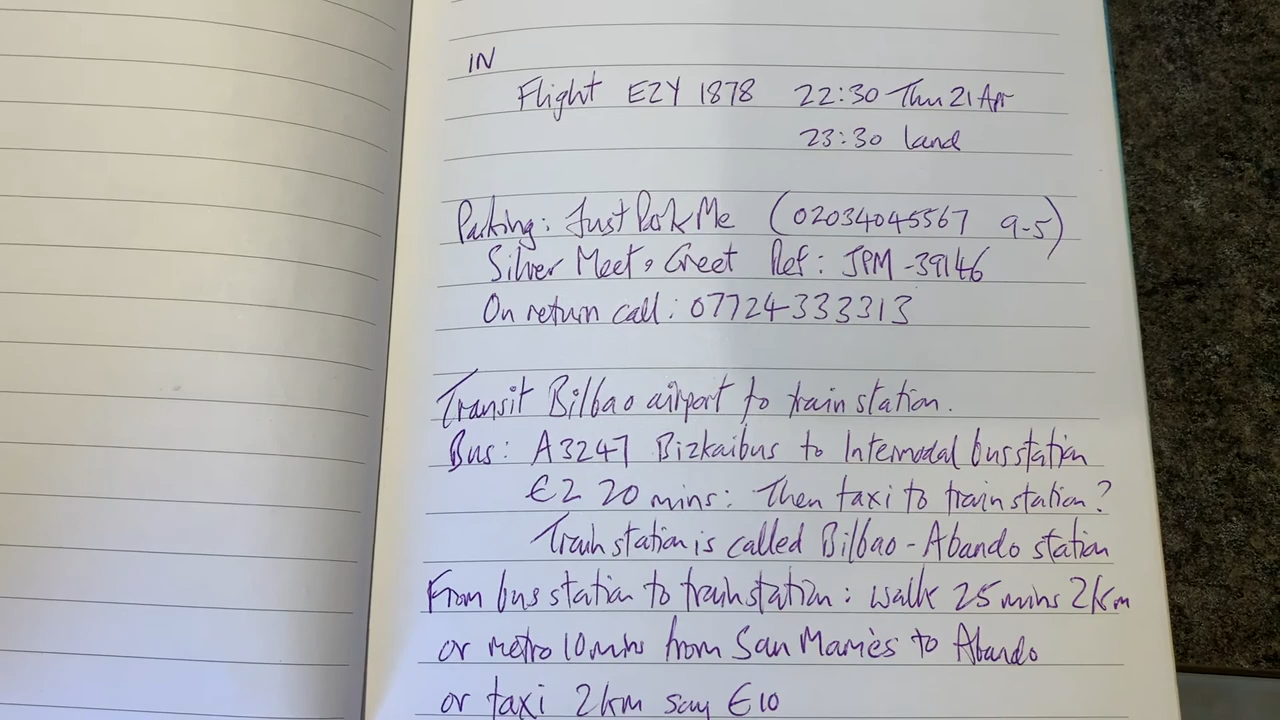 IN
Flight EZY 1878 22:30 Thu 21 Apr
23:30 land
Parking: Just Park Me (02034045567 9-5)
Silver Meet & Greet Ref: JPM-39146
On return call: 07724333313
Transit Bilbao airport to train station.
Bus: A3247 Bizkaibus to Intermodal bus station
€2 20 mins: Then taxi to train station?
Train station is called Bilbao - Abando station
From bus station to train station: walk 25 mins 2km
or metro 10 mins from San Mamès to Abando
or taxi 2km say €10